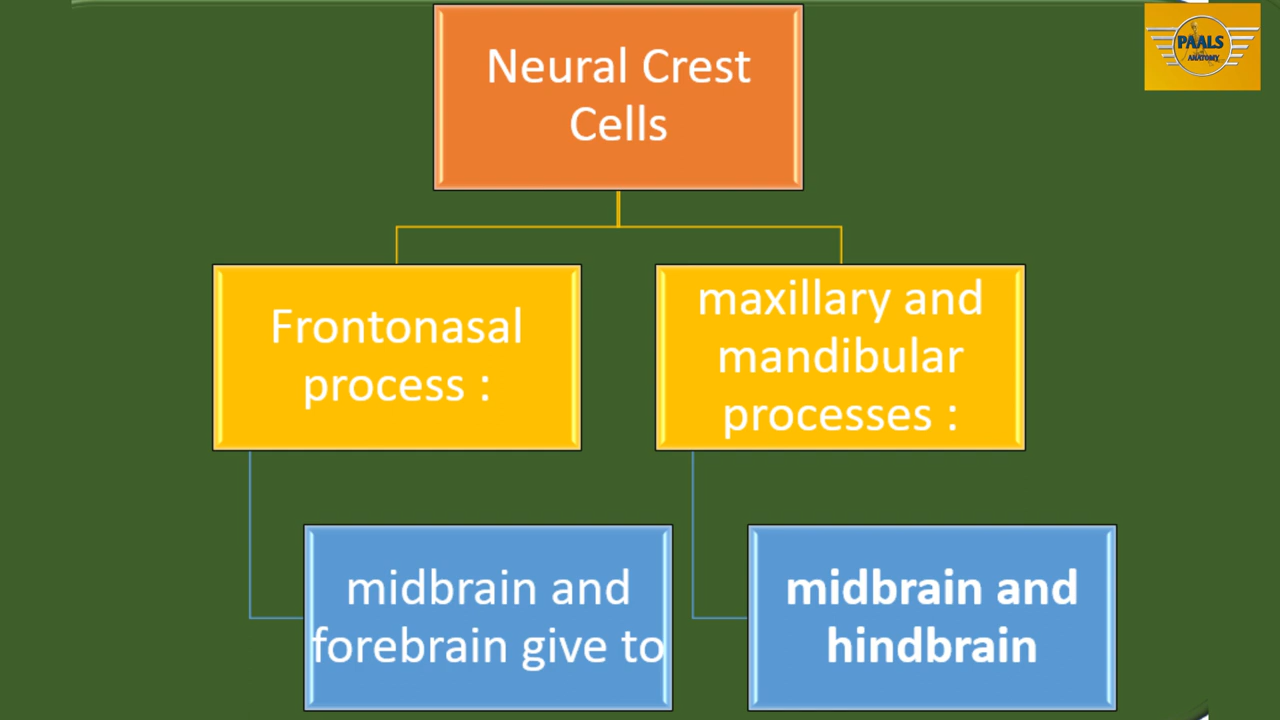 Neural Crest
Cells
PAALS
ANATOMY
Frontonasal
process :
maxillary and
mandibular
processes :
midbrain and
forebrain give to
midbrain and
hindbrain